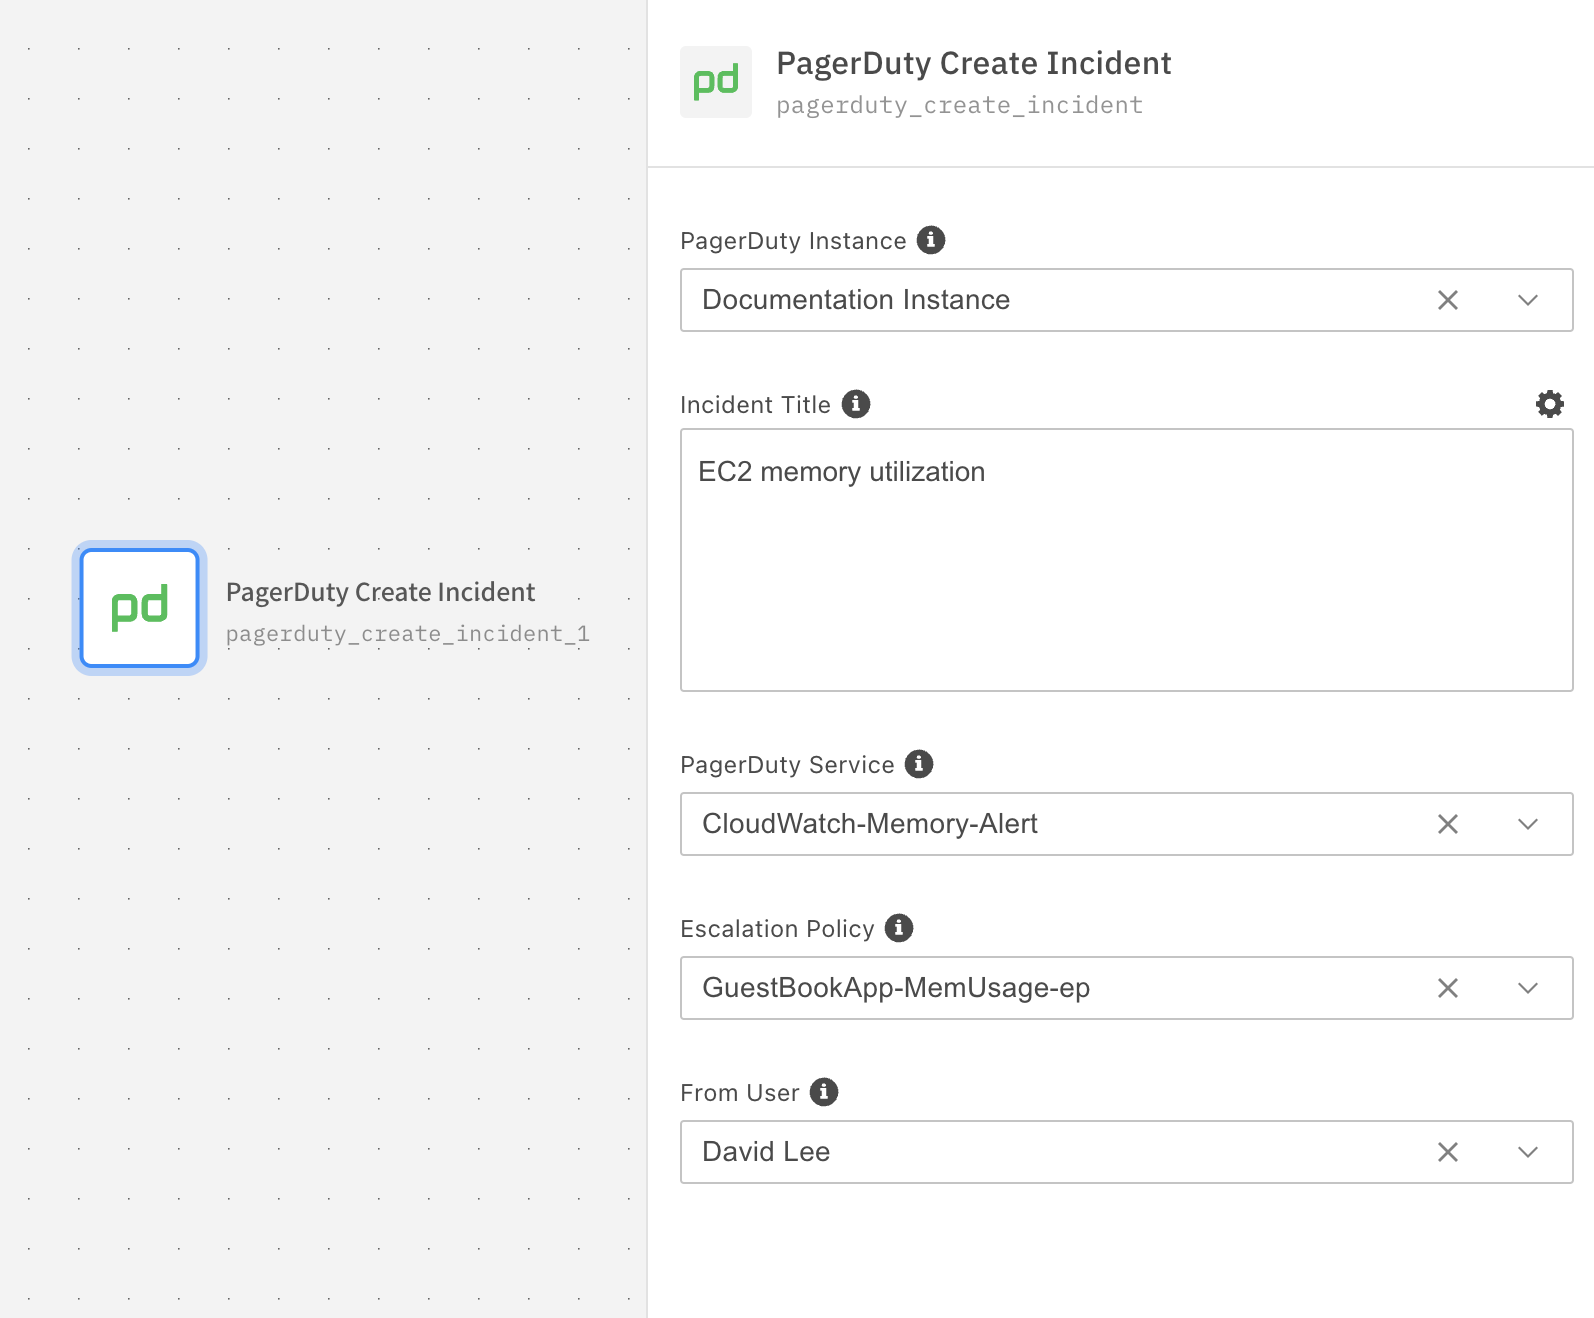 pd
PagerDuty Create Incident
pagerduty_create_incident_1
pd
PagerDuty Create Incident
pagerduty_create_incident
PagerDuty Instance
Documentation Instance
Incident Title
EC2 memory utilization
PagerDuty Service
CloudWatch-Memory-Alert
Escalation Policy
GuestBookApp-MemUsage-ep
From User
David Lee